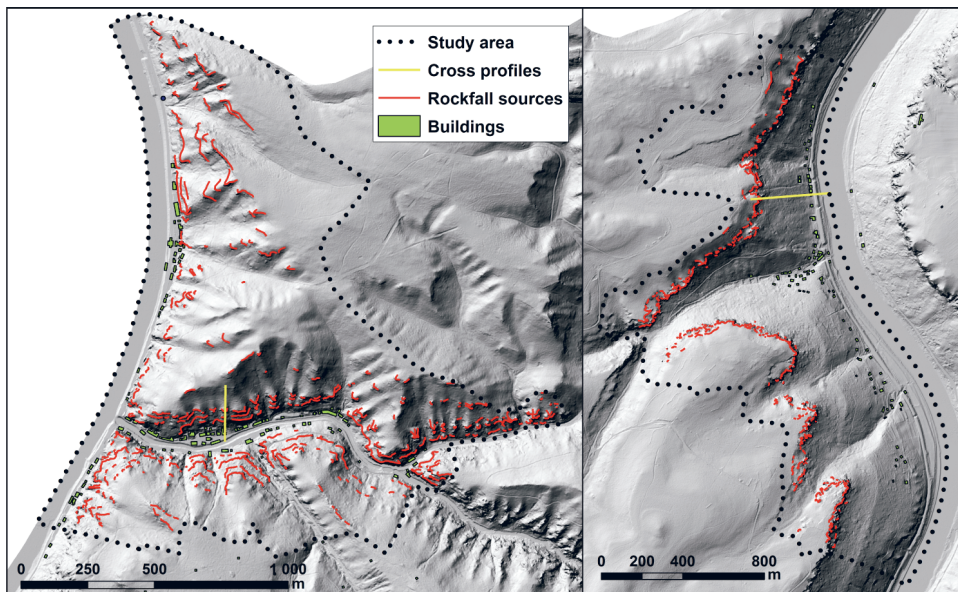 Study area
Cross profiles
Rockfall sources
Buildings
0 250 500 1 000
m
0 200 400 800
m